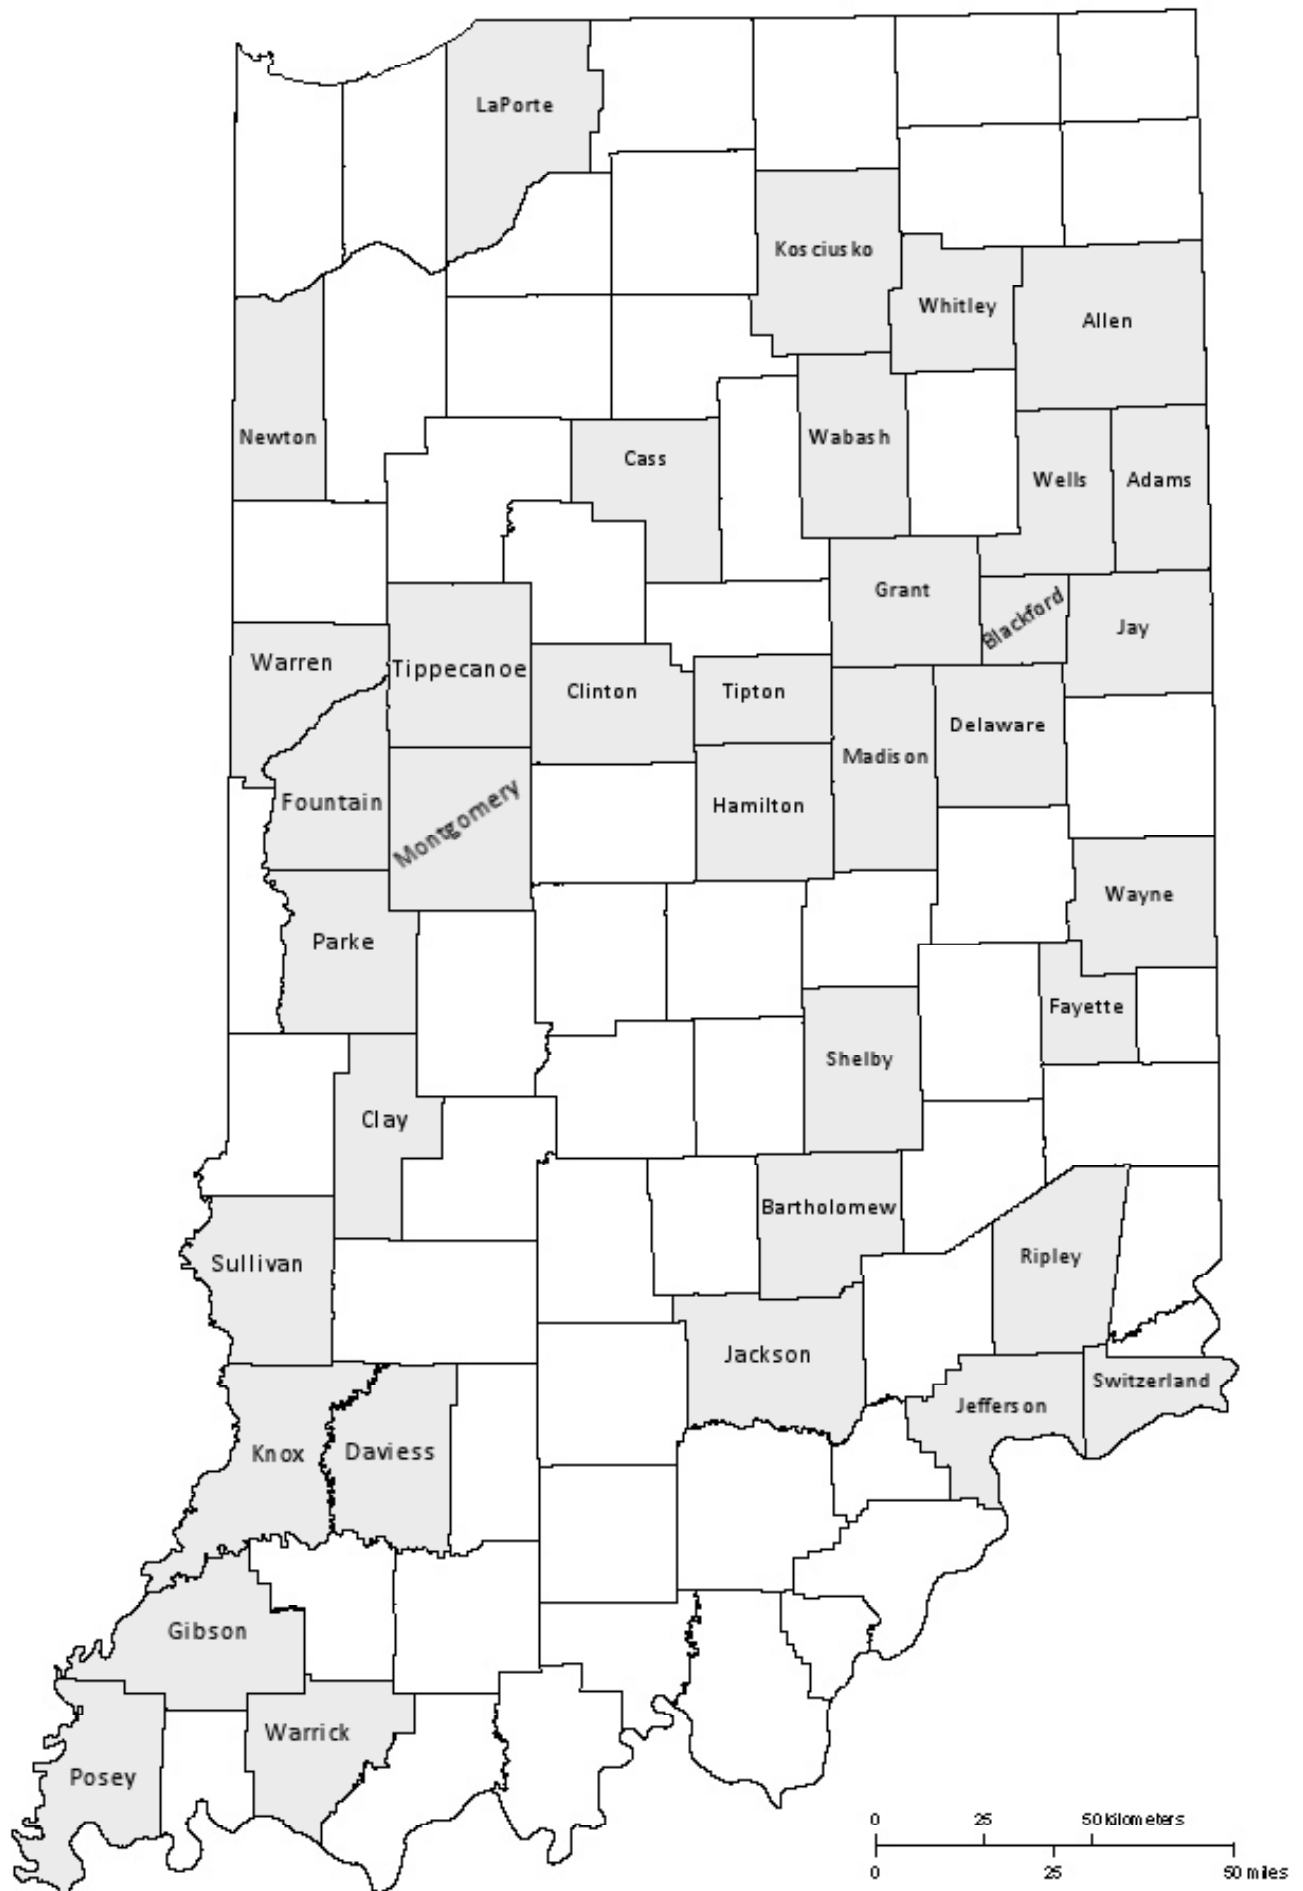 LaPorte
Kosciusko
Whitley
Allen
Newton
Cass
Wabash
Wells
Adams
Grant
Blackford
Jay
Warren
Tippecanoe
Clinton
Tipton
Delaware
Madison
Fountain
Montgomery
Hamilton
Wayne
Parke
Fayette
Shelby
Clay
Bartholomew
Sullivan
Ripley
Jackson
Switzerland
Jefferson
Knox
Daviess
Gibson
Warrick
Posey
0 25 50 kilometers
0 25 50 miles